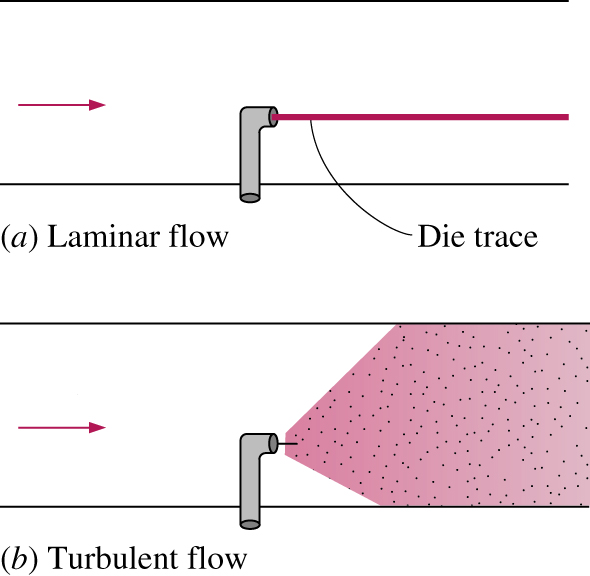 (a) Laminar flow
Die trace
(b) Turbulent flow